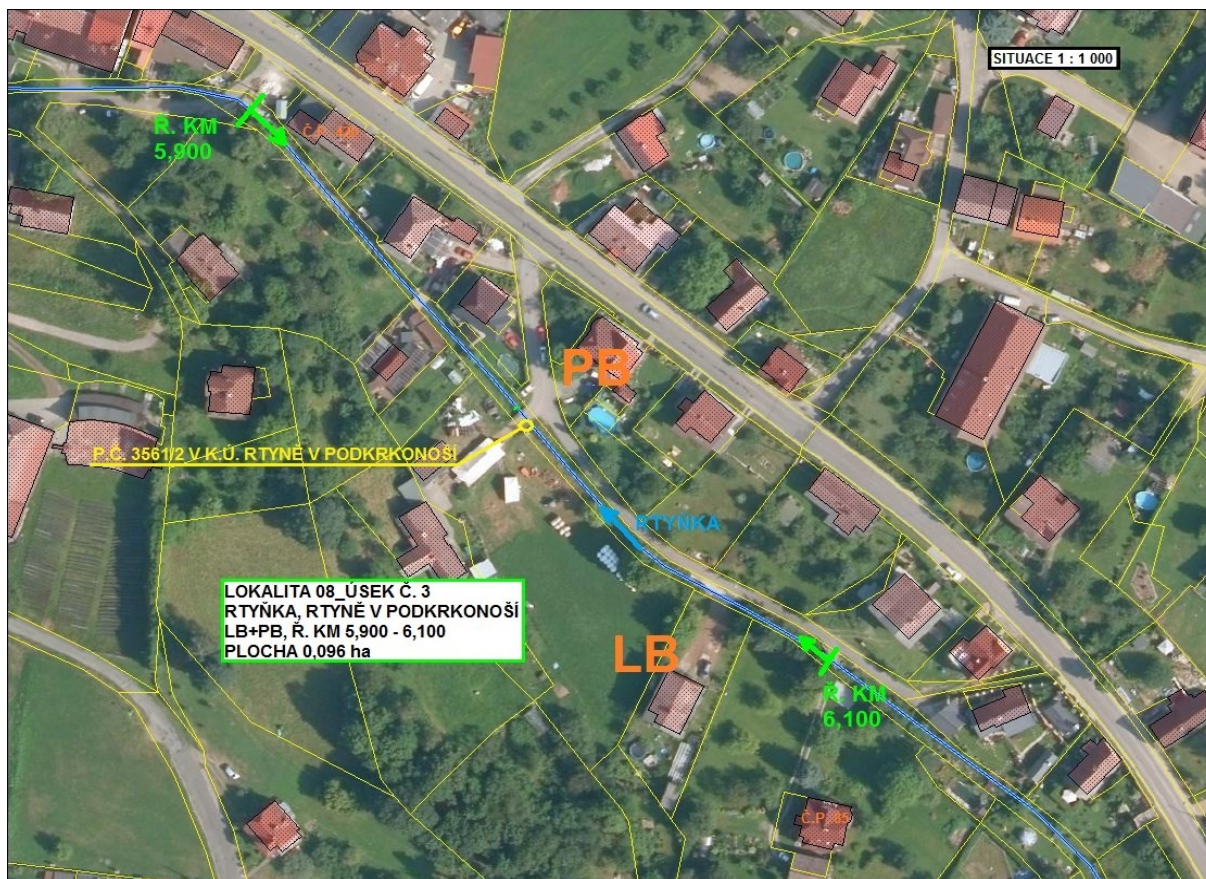 SITUACE 1 : 1 000
Ř. KM
5,900
PB
P.Č. 3561/2 V K.Ú. RTYNĚ V PODKRKONOŠÍ
RTYŇKA
LOKALITA 08_ÚSEK Č. 3
RTYŇKA, RTYNĚ V PODKRKONOŠÍ
LB+PB, Ř. KM 5,900 - 6,100
PLOCHA 0,096 ha
LB
Ř. KM
6,100
Č.P. 85